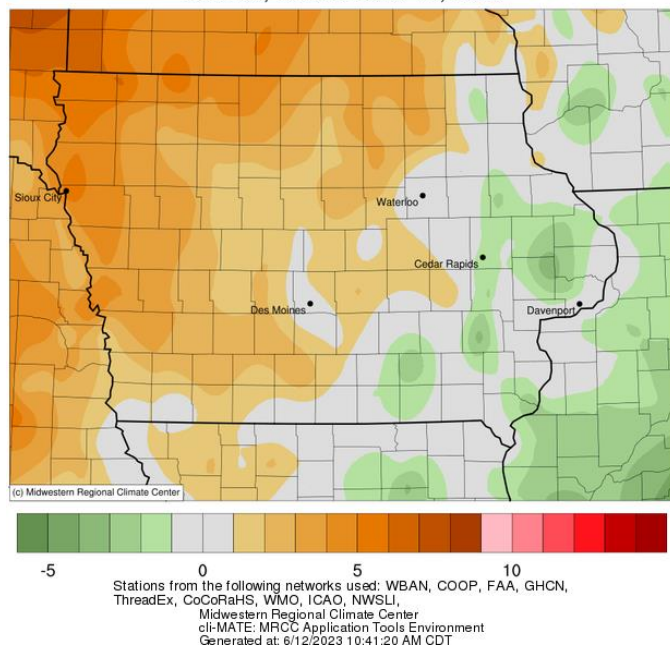 Sioux City
Waterloo
Cedar Rapids
Des Moines
Davenport
(c) Midwestern Regional Climate Center
-5 0 5 10
Stations from the following networks used: WBAN, COOP, FAA, GHCN,
ThreadEx, CoCoRaHS, WMO, ICAO, NWSLI,
Midwestern Regional Climate Center
cli-MATE: MRCC Application Tools Environment
Generated at: 6/12/2023 10:41:20 AM CDT